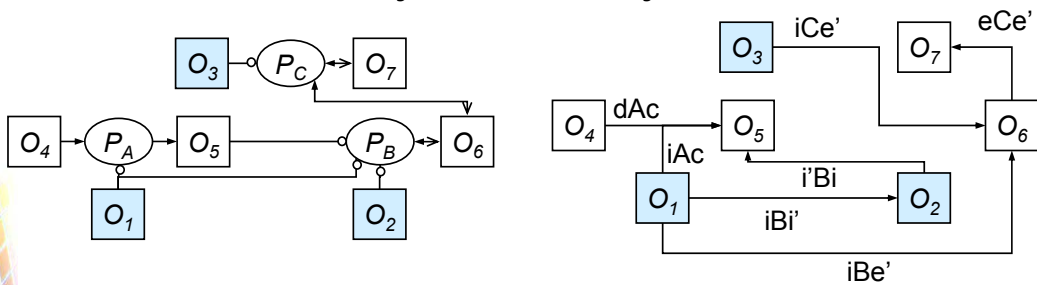 O3
PC
O7
O4
PA
O5
PB
O6
O1
O2
iCe’
eCe’
O3
O7
dAc
O4
O5
O6
iAc
i’Bi
O1
O2
iBi’
iBe’